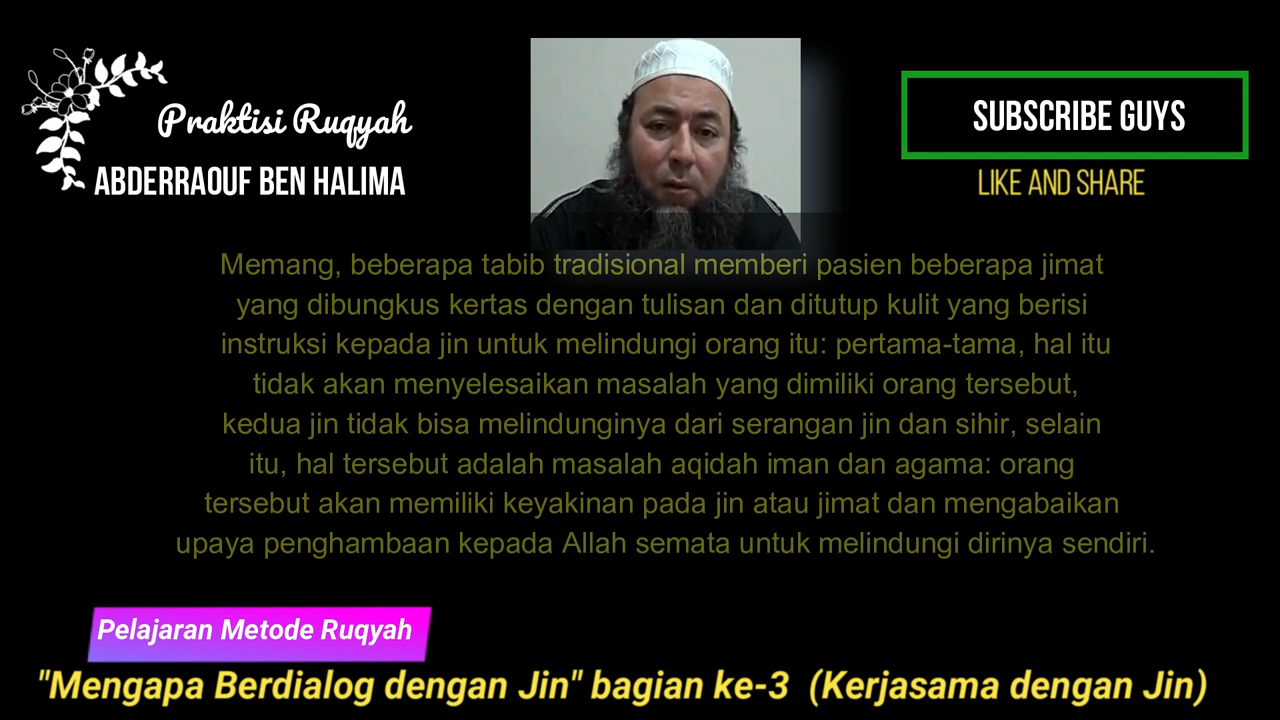 Praktisi Ruqyah
ABDERRAOUF BEN HALIMA
SUBSCRIBE GUYS
LIKE AND SHARE
Memang, beberapa tabib tradisional memberi pasien beberapa jimat
yang dibungkus kertas dengan tulisan dan ditutup kulit yang berisi
instruksi kepada jin untuk melindungi orang itu: pertama-tama, hal itu
tidak akan menyelesaikan masalah yang dimiliki orang tersebut,
kedua jin tidak bisa melindunginya dari serangan jin dan sihir, selain
itu, hal tersebut adalah masalah aqidah iman dan agama: orang
tersebut akan memiliki keyakinan pada jin atau jimat dan mengabaikan
upaya penghambaan kepada Allah semata untuk melindungi dirinya sendiri.
Pelajaran Metode Ruqyah
"Mengapa Berdialog dengan Jin" bagian ke-3 (Kerjasama dengan Jin)